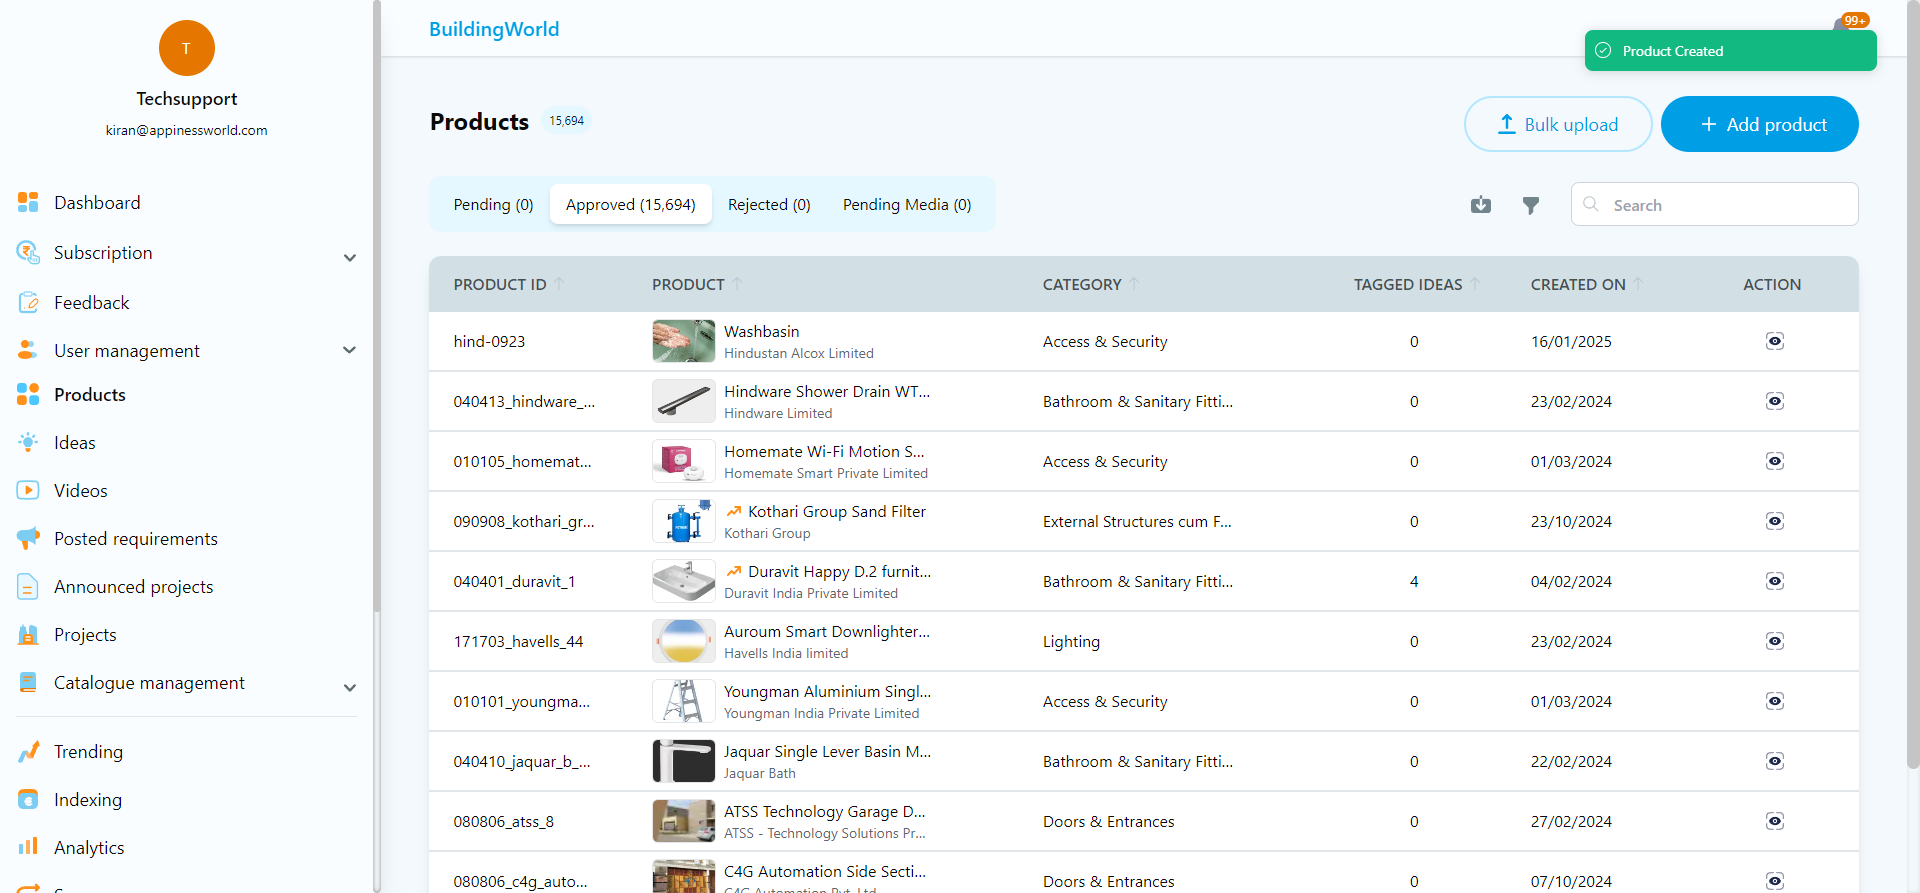 T
Techsupport
kiran@appinessworld.com
Dashboard
Subscription
Feedback
User management
Products
Ideas
Videos
Posted requirements
Announced projects
Projects
Catalogue management
Trending
Indexing
Analytics
BuildingWorld
99+
Product Created
Products 15,694
Bulk upload
+ Add product
Pending (0) Approved (15,694) Rejected (0) Pending Media (0)
Search
PRODUCT ID PRODUCT CATEGORY TAGGED IDEAS CREATED ON ACTION
hind-0923 Washbasin Access & Security 0 16/01/2025
Hindustan Alcox Limited
040413_hindware_... Hindware Shower Drain WT... Bathroom & Sanitary Fitti... 0 23/02/2024
Hindware Limited
010105_homemat... Homemate Wi-Fi Motion S... Access & Security 0 01/03/2024
Homemate Smart Private Limited
090908_kothari_gr... Kothari Group Sand Filter External Structures cum F... 0 23/10/2024
Kothari Group
040401_duravit_1 Duravit Happy D.2 furnit... Bathroom & Sanitary Fitti... 4 04/02/2024
Duravit India Private Limited
171703_havells_44 Auroum Smart Downlighter... Lighting 0 23/02/2024
Havells India limited
010101_youngma... Youngman Aluminium Singl... Access & Security 0 01/03/2024
Youngman India Private Limited
040410_jaquar_b_... Jaquar Single Lever Basin M... Bathroom & Sanitary Fitti... 0 22/02/2024
Jaquar Bath
080806_atss_8 ATSS Technology Garage D... Doors & Entrances 0 27/02/2024
ATSS - Technology Solutions Pr...
080806_c4g_auto... C4G Automation Side Secti... Doors & Entrances 0 07/10/2024
C4G Automation Pvt. Ltd